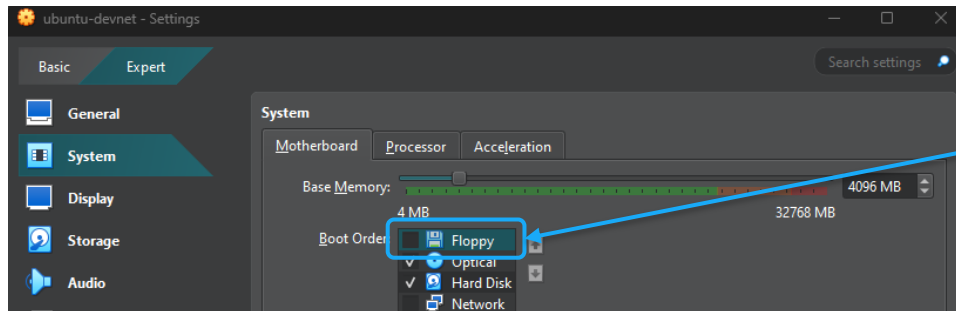 ubuntu-devnet - Settings
Basic Expert Search settings
General
System
Display
Storage
Audio
System
Motherboard Processor Acceleration
Base Memory: 4096 MB
4 MB 32768 MB
Boot Order Floppy
Optical
Hard Disk
Network